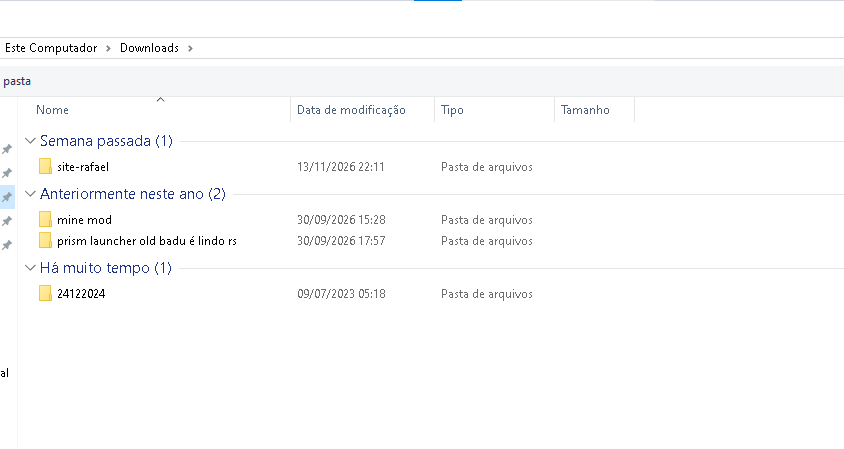 Este Computador > Downloads >
pasta
Nome Data de modificação Tipo Tamanho
Semana passada (1)
site-rafael 13/11/2026 22:11 Pasta de arquivos
Anteriormente neste ano (2)
mine mod 30/09/2026 15:28 Pasta de arquivos
prism launcher old badu é lindo rs 30/09/2026 17:57 Pasta de arquivos
Há muito tempo (1)
24122024 09/07/2023 05:18 Pasta de arquivos
al